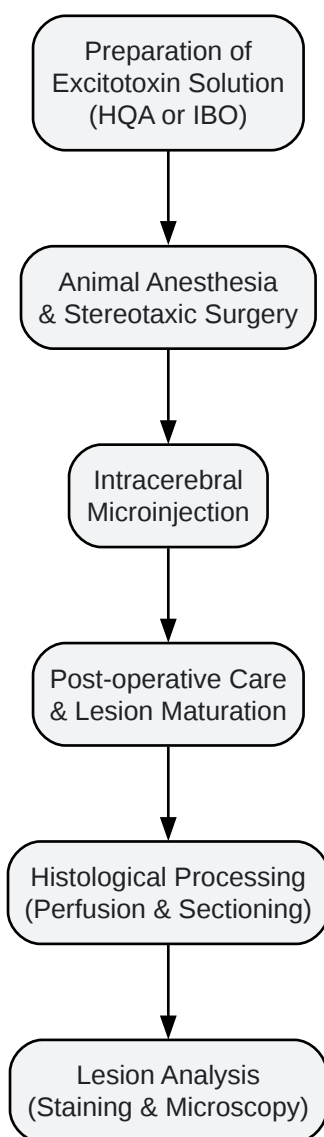 Preparation of
Excitotoxin Solution
(HQA or IBO)
Animal Anesthesia
& Stereotaxic Surgery
Intracerebral
Microinjection
Post-operative Care
& Lesion Maturation
Histological Processing
(Perfusion & Sectioning)
Lesion Analysis
(Staining & Microscopy)